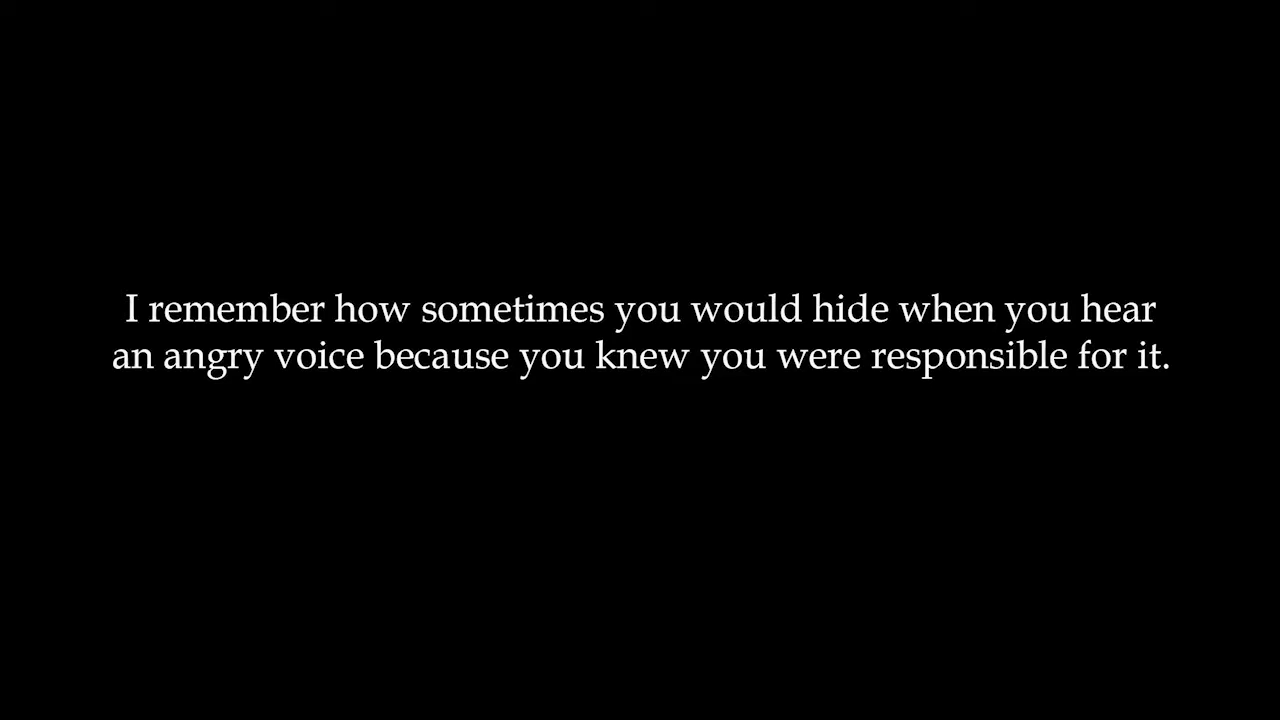 I remember how sometimes you would hide when you hear
an angry voice because you knew you were responsible for it.